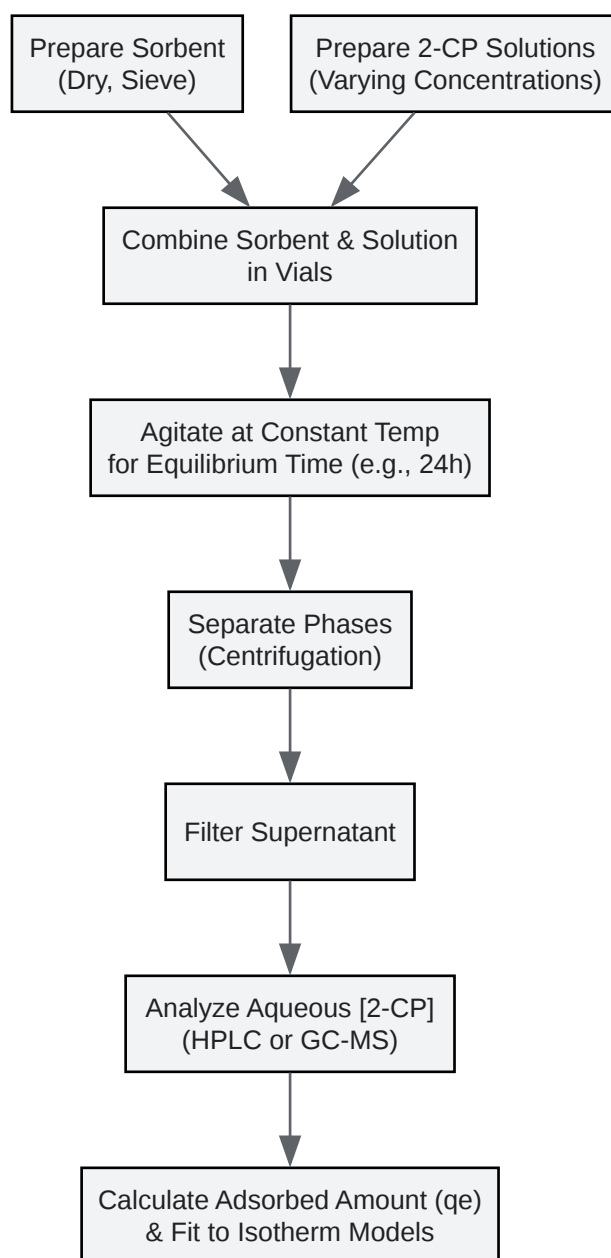 Prepare Sorbent
(Dry, Sieve)
Prepare 2-CP Solutions
(Varying Concentrations)
Combine Sorbent & Solution
in Vials
Agitate at Constant Temp
for Equilibrium Time (e.g., 24h)
Separate Phases
(Centrifugation)
Filter Supernatant
Analyze Aqueous [2-CP]
(HPLC or GC-MS)
Calculate Adsorbed Amount (qe)
& Fit to Isotherm Models